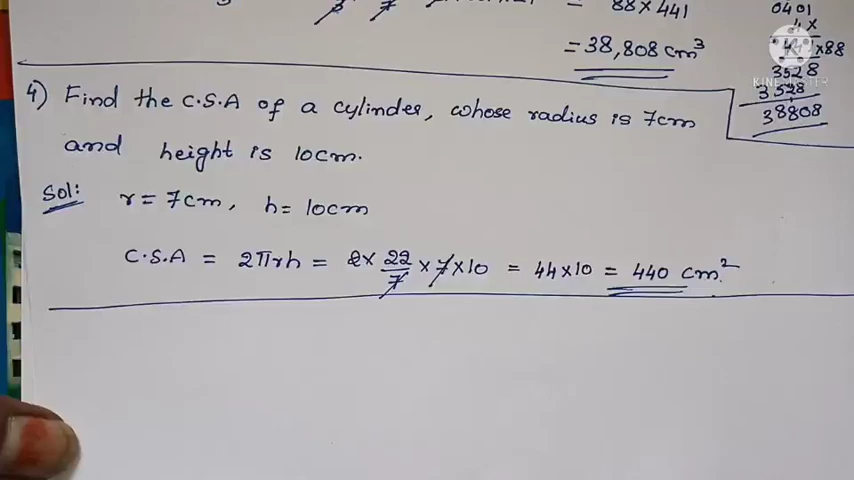 = 88 × 441
= 38,808 cm³
× 88
3528
3528
38808
KINEMASTER
4) Find the C.S.A of a cylinder, whose radius is 7cm
and height is 10cm.
Sol:
r = 7cm, h = 10cm
C.S.A = 2πrh = 2 × 22/7 × 7 × 10 = 44 × 10 = 440 cm²